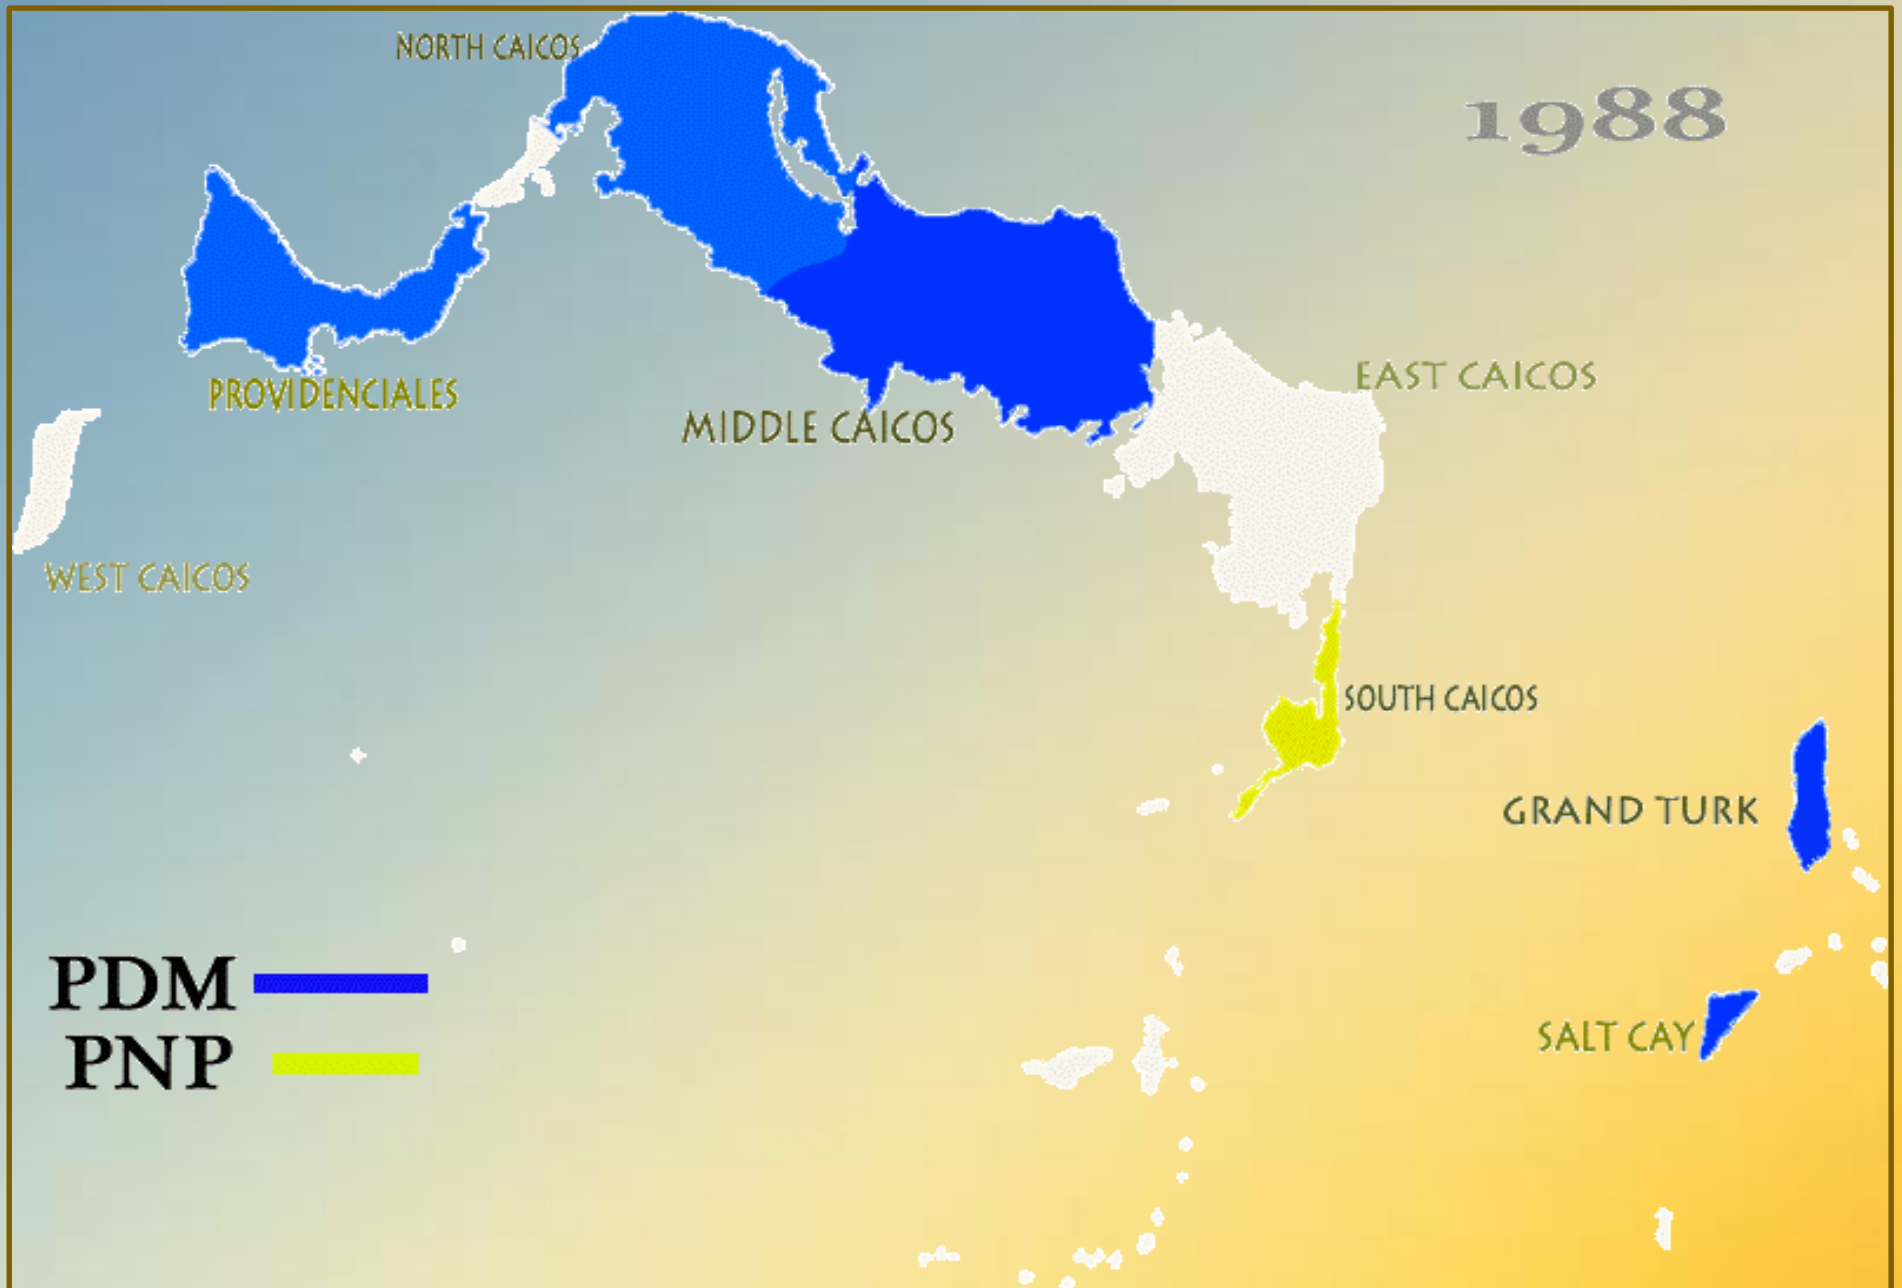 NORTH CAICOS
1988
EAST CAICOS
PROVIDENCIALES
MIDDLE CAICOS
WEST CAICOS
SOUTH CAICOS
GRAND TURK
PDM
SALT CAY
PNP